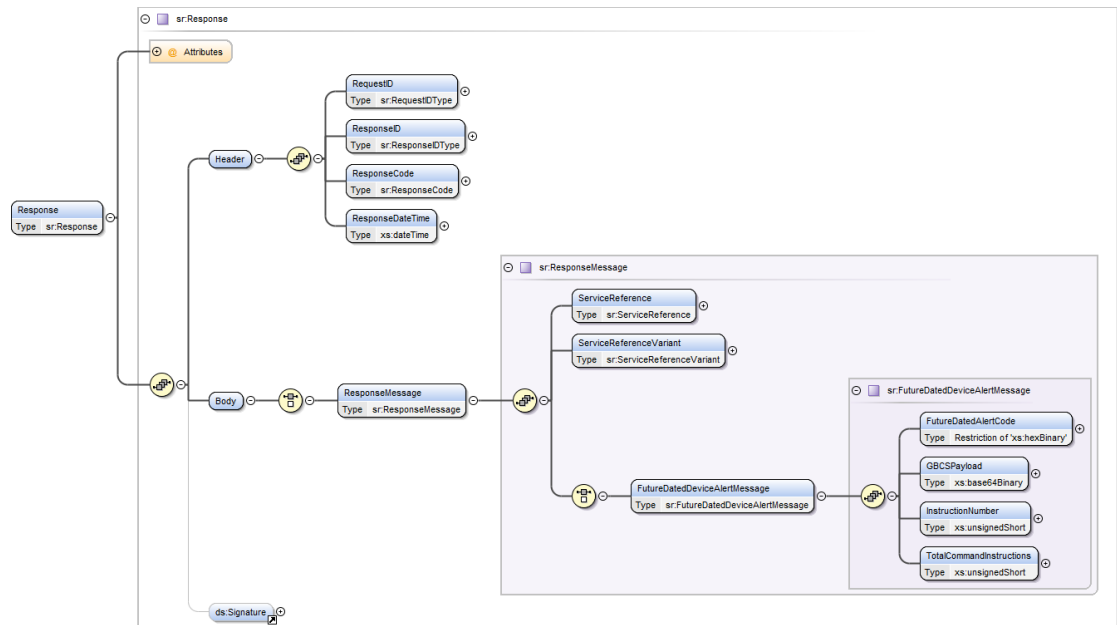 sr:Response
@ Attributes
RequestID
Type sr:RequestIDType
ResponseID
Type sr:ResponseIDType
Header
ResponseCode
Type sr:ResponseCode
Response
Type sr:Response
ResponseDateTime
Type xs:dateTime
sr:ResponseMessage
ServiceReference
Type sr:ServiceReference
ServiceReferenceVariant
Type sr:ServiceReferenceVariant
Body
ResponseMessage
Type sr:ResponseMessage
sr:FutureDatedDeviceAlertMessage
FutureDatedAlertCode
Type Restriction of 'xs:hexBinary'
GBCSPayload
Type xs:base64Binary
FutureDatedDeviceAlertMessage
Type sr:FutureDatedDeviceAlertMessage
InstructionNumber
Type xs:unsignedShort
TotalCommandInstructions
Type xs:unsignedShort
ds:Signature